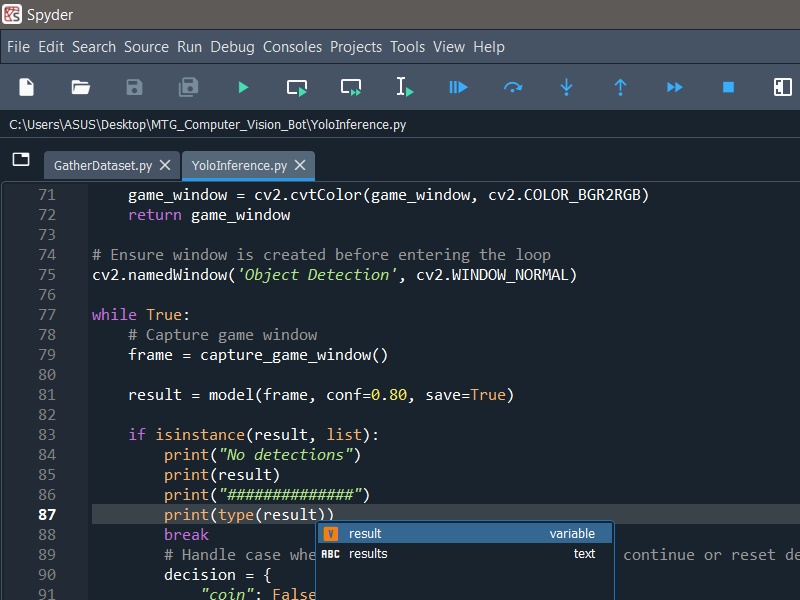 Spyder
File Edit Search Source Run Debug Consoles Projects Tools View Help
C:\Users\ASUS\Desktop\MTG_Computer_Vision_Bot\YoloInference.py
GatherDataset.py YoloInference.py
71 game_window = cv2.cvtColor(game_window, cv2.COLOR_BGR2RGB)
72 return game_window
73
74 # Ensure window is created before entering the loop
75 cv2.namedWindow('Object Detection', cv2.WINDOW_NORMAL)
76
77 while True:
78 # Capture game window
79 frame = capture_game_window()
80
81 result = model(frame, conf=0.80, save=True)
82
83 if isinstance(result, list):
84 print("No detections")
85 print(result)
86 print("##############")
87 print(type(result))
88 break
result variable
89 # Handle case whe continue or reset de
ABC results text
90 decision = {
91 "coin": False